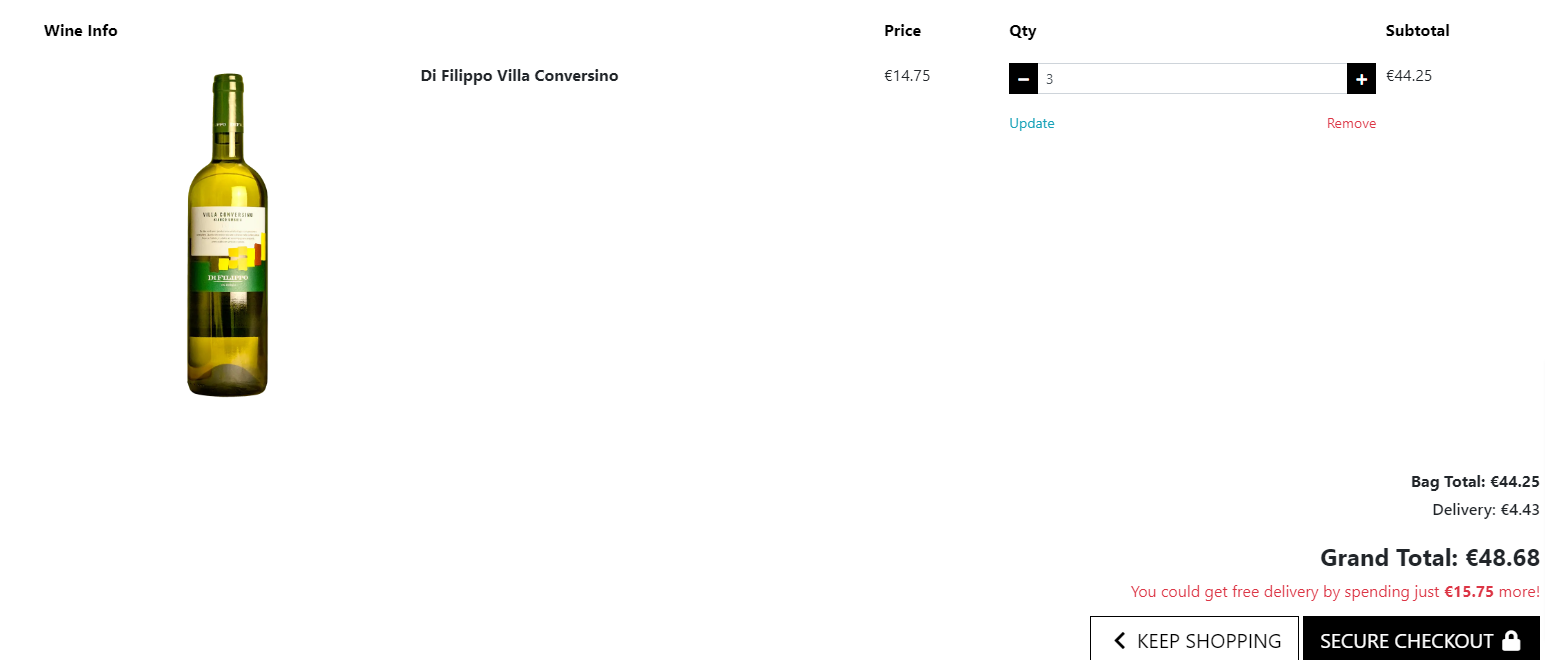 Wine Info Price Qty Subtotal
Di Filippo Villa Conversino €14.75 3 €44.25
Update Remove
VILLA CONVERSINO
DI FILIPPO
Bag Total: €44.25
Delivery: €4.43
Grand Total: €48.68
You could get free delivery by spending just €15.75 more!
KEEP SHOPPING SECURE CHECKOUT